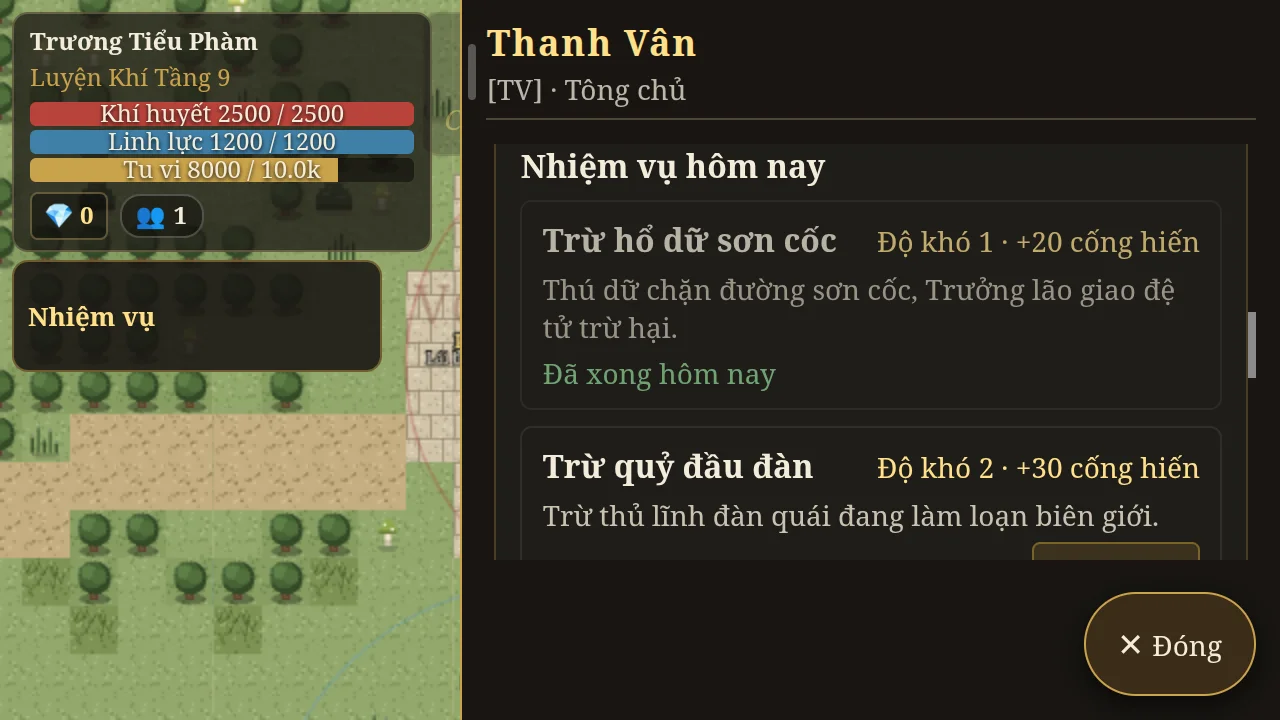 Trương Tiểu Phàm
Luyện Khí Tầng 9
Khí huyết 2500 / 2500
Linh lực 1200 / 1200
Tu vi 8000 / 10.0k
💎 0
👥 1
Nhiệm vụ
Thanh Vân
[TV] · Tông chủ
Nhiệm vụ hôm nay
Trừ hổ dữ sơn cốc
Độ khó 1 · +20 cống hiến
Thú dữ chặn đường sơn cốc, Trưởng lão giao đệ
tử trừ hại.
Đã xong hôm nay
Trừ quỷ đầu đàn
Độ khó 2 · +30 cống hiến
Trừ thủ lĩnh đàn quái đang làm loạn biên giới.
✕ Đóng